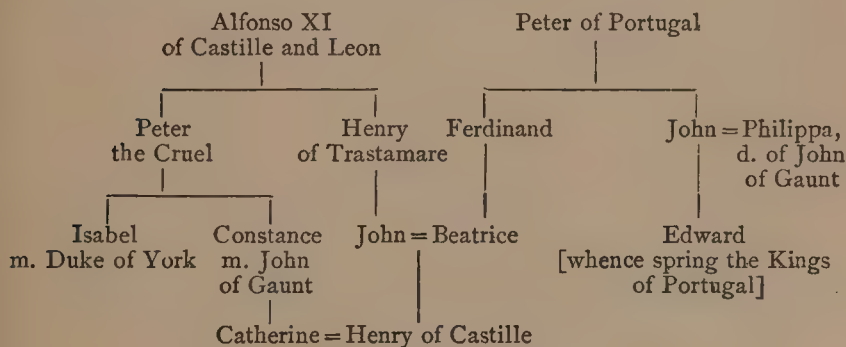 Alfonso XI
of Castille and Leon
Peter of Portugal
Peter
the Cruel
Henry
of Trastamare
Ferdinand
John = Philippa,
d. of John
of Gaunt
Isabel
m. Duke of York
Constance
m. John
of Gaunt
John = Beatrice
Edward
[whence spring the Kings
of Portugal]
Catherine = Henry of Castille